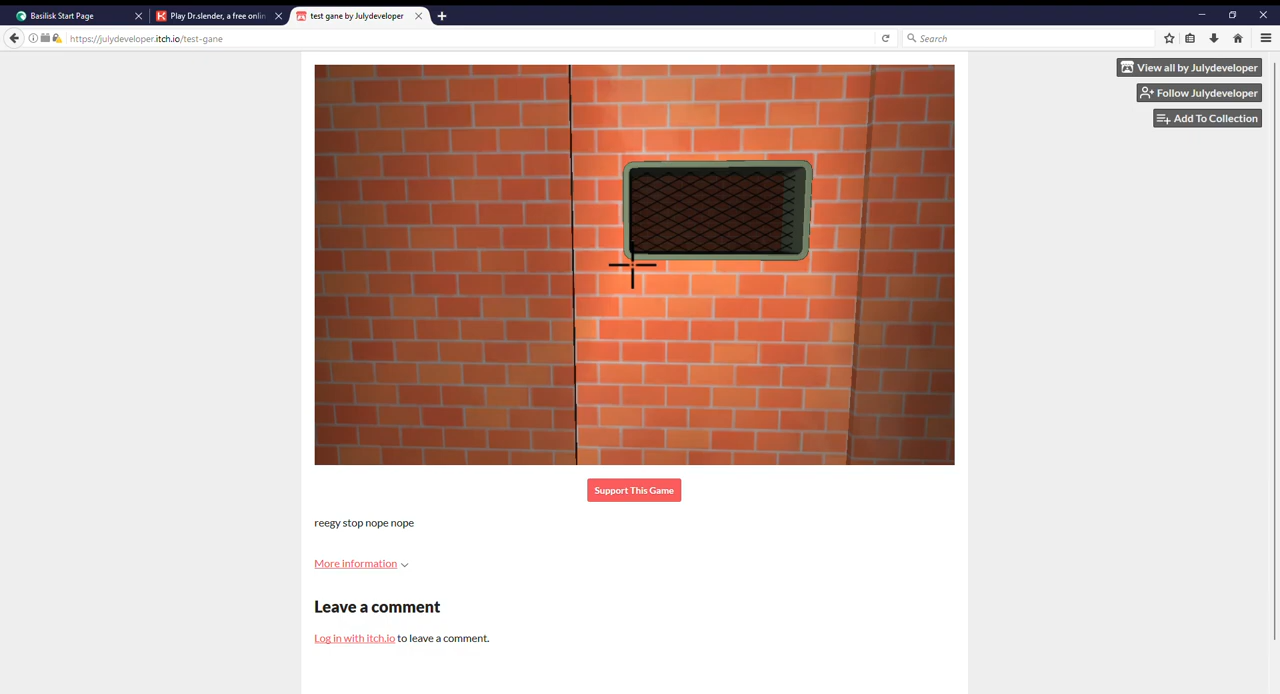 Basilisk Start Page
Play Dr.slender, a free onlin
test gane by Julydeveloper
https://julydeveloper.itch.io/test-gane
Search
View all by Julydeveloper
Follow Julydeveloper
Add To Collection
Support This Game
reegy stop nope nope
More information
Leave a comment
Log in with itch.io to leave a comment.